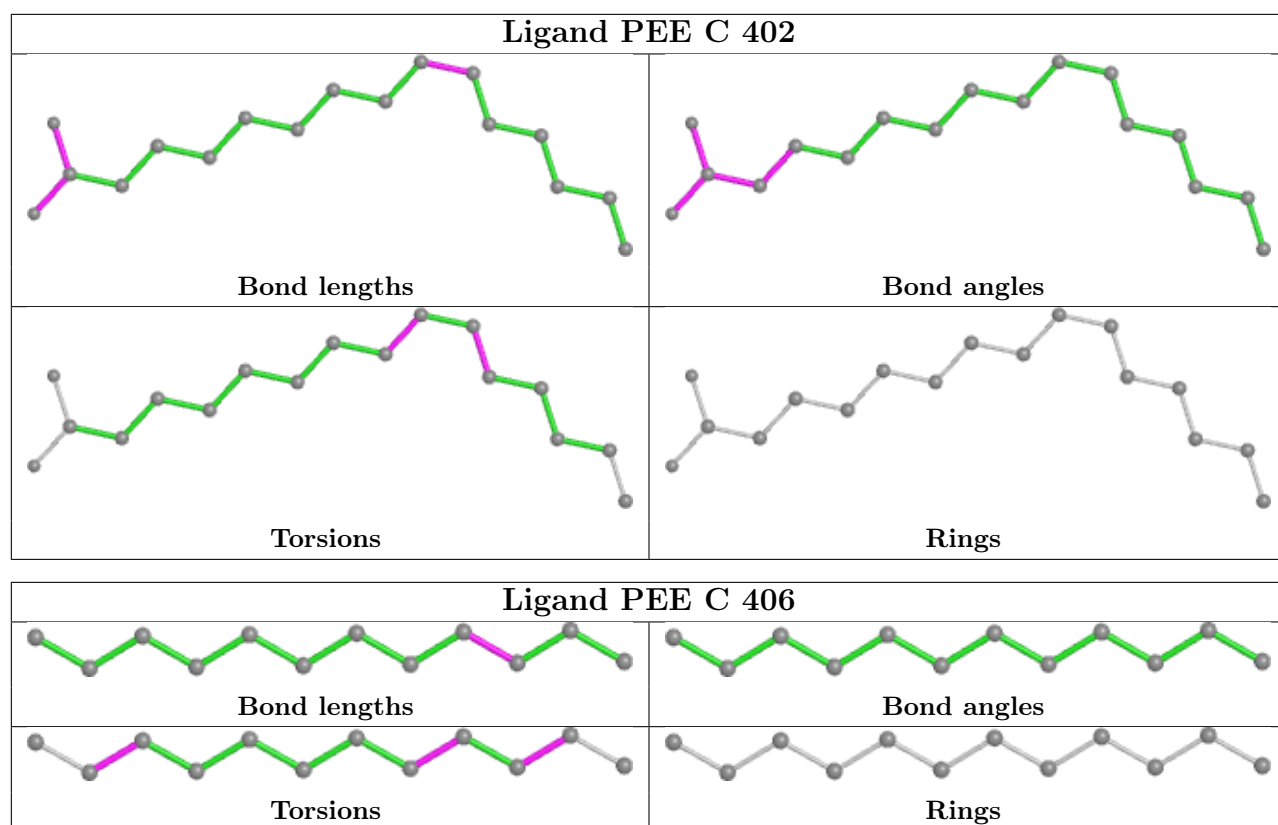 Ligand PEE C 402
Bond lengths
Bond angles
Torsions
Rings
Ligand PEE C 406
Bond lengths
Bond angles
Torsions
Rings